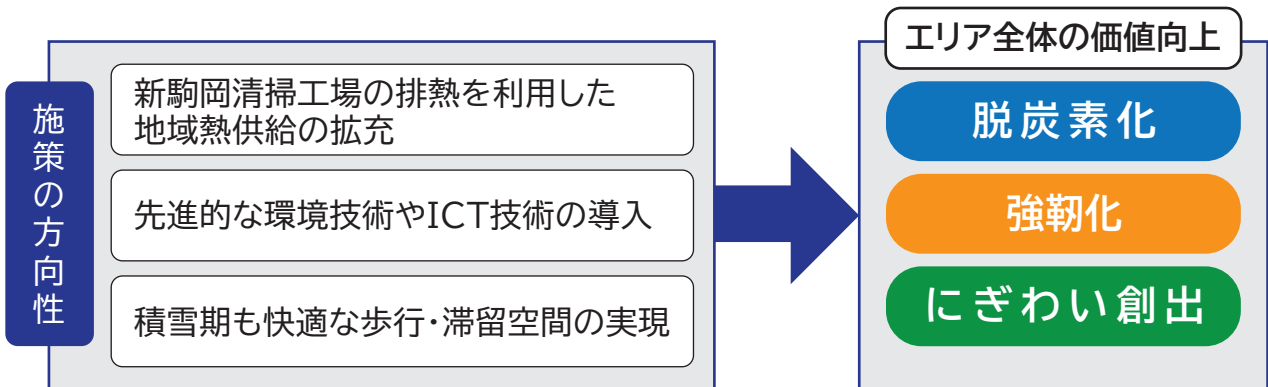 施策の方向性
新駒岡清掃工場の排熱を利用した
地域熱供給の拡充
先進的な環境技術やICT技術の導入
積雪期も快適な歩行・滞留空間の実現
エリア全体の価値向上
脱炭素化
強靭化
にぎわい創出